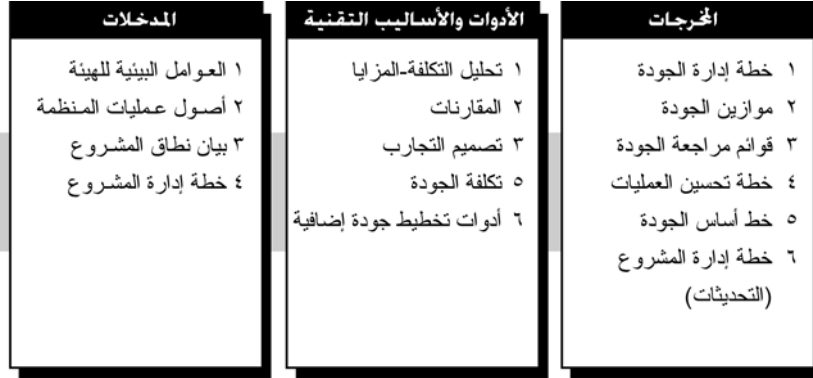 المخرجات
١ خطة إدارة الجودة
٢ موازين الجودة
٣ قوائم مراجعة الجودة
٤ خطة تحسين العمليات
٥ خط أساس الجودة
٦ خطة إدارة المشروع
(التحديثات)
الأدوات والأساليب التقنية
١ تحليل التكلفة-المزايا
٢ المقارنات
٣ تصميم التجارب
٥ تكلفة الجودة
٦ أدوات تخطيط جودة إضافية
المدخلات
١ العوامل البيئية للهيئة
٢ أصول عمليات المنظمة
٣ بيان نطاق المشروع
٤ خطة إدارة المشروع